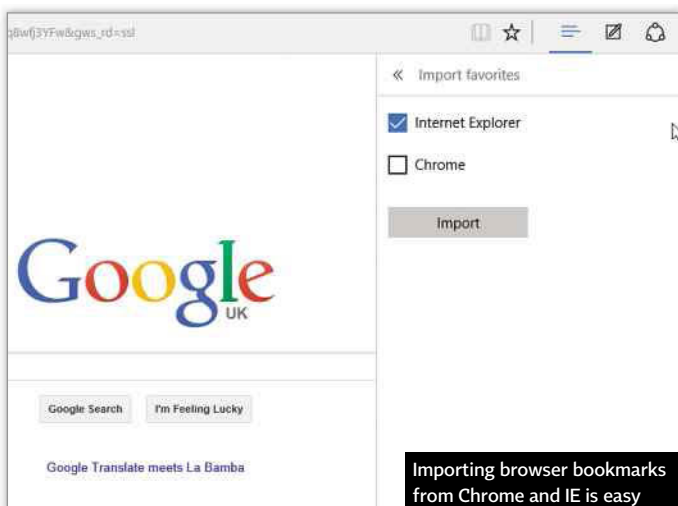 q8wfj3YFw&gws_rd=ssl
« Import favorites
Internet Explorer
Chrome
Import
Google
UK
Google Search I'm Feeling Lucky
Google Translate meets La Bamba
Importing browser bookmarks
from Chrome and IE is easy